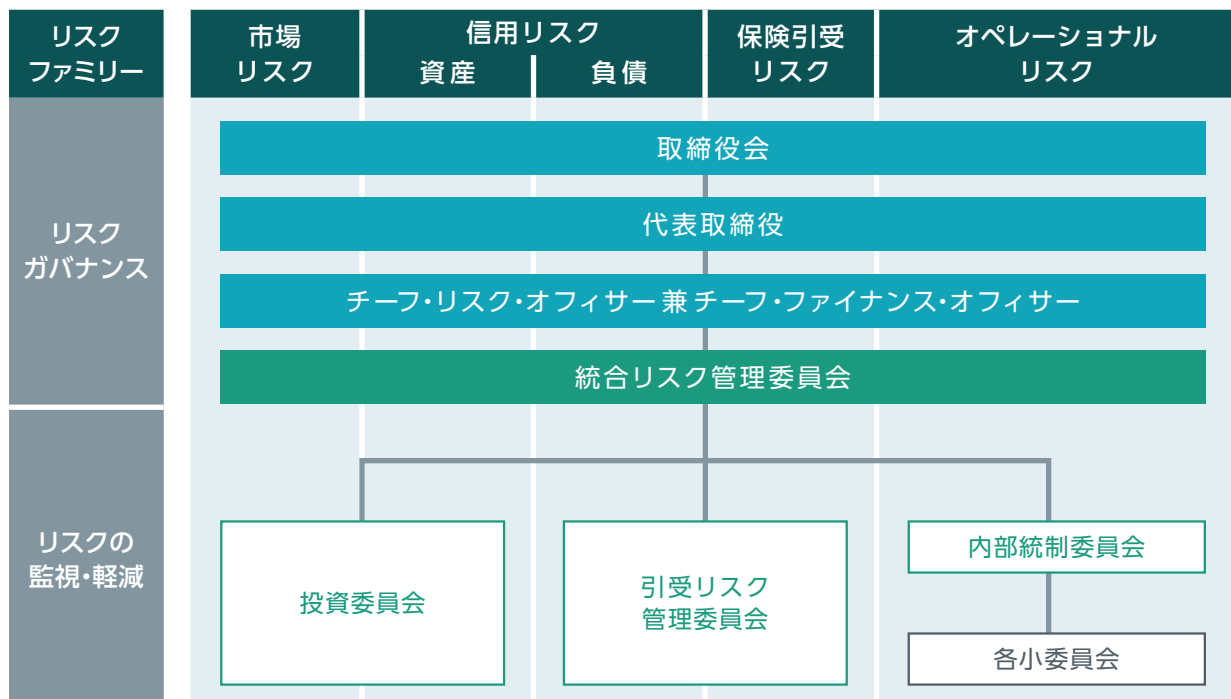 リスク
ファミリー
市場
リスク
信用リスク
資産
負債
保険引受
リスク
オペレーショナル
リスク
リスク
ガバナンス
取締役会
代表取締役
チーフ・リスク・オフィサー 兼 チーフ・ファイナンス・オフィサー
統合リスク管理委員会
リスクの
監視・軽減
投資委員会
引受リスク
管理委員会
内部統制委員会
各小委員会